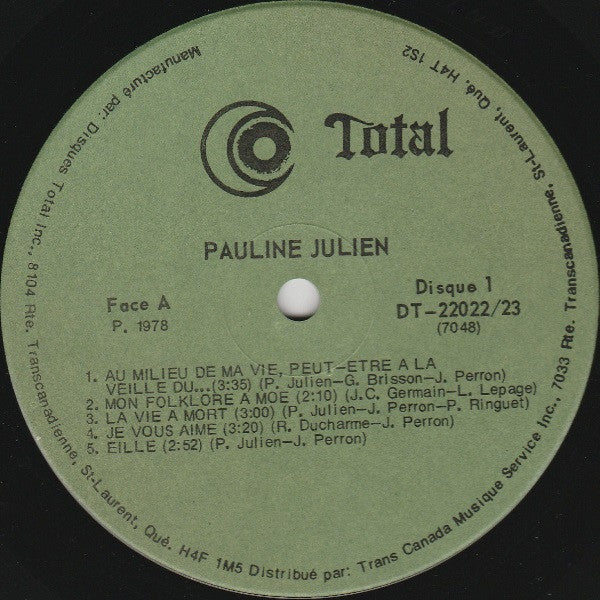 Total
PAULINE JULIEN
Face A
P. 1978
Disque 1
DT-22022/23
(7048)
1. AU MILIEU DE MA VIE, PEUT-ETRE A LA
VEILLE DU...(3:35) (P. Julien-G. Brisson-J. Perron)
2. MON FOLKLORE A MOE (2:10) (J.C. Germain-L. Lepage)
3. LA VIE A MORT (3:00) (P. Julien-J. Perron-P. Ringuet)
4. JE VOUS AIME (3:20) (R. Ducharme-J. Perron)
5. EILLE (2:52) (P. Julien-J. Perron)
Manufacturé par: Disques Total Inc., 8104 Rte. Transcanadienne, St-Laurent, Qué. H4F 1M5 Distribué par: Trans Canada Musique Service Inc., 7033 Rte. Transcanadienne, St-Laurent, Qué. H4T 1S2